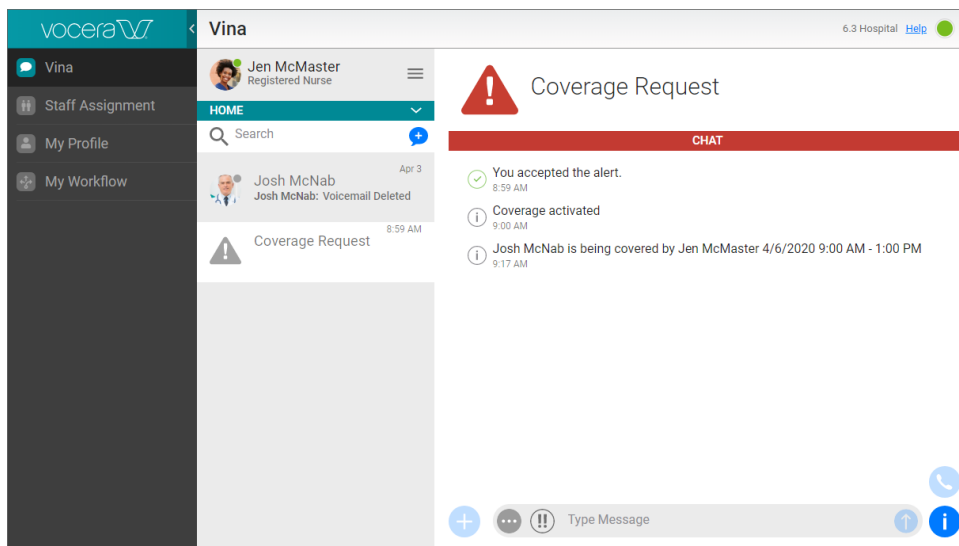 vocera
Vina
6.3 Hospital Help
Vina
Staff Assignment
My Profile
My Workflow
Jen McMaster
Registered Nurse
HOME
Search
Apr 3
Josh McNab
Josh McNab: Voicemail Deleted
8:59 AM
Coverage Request
Coverage Request
CHAT
You accepted the alert.
8:59 AM
Coverage activated
9:00 AM
Josh McNab is being covered by Jen McMaster 4/6/2020 9:00 AM - 1:00 PM
9:17 AM
Type Message